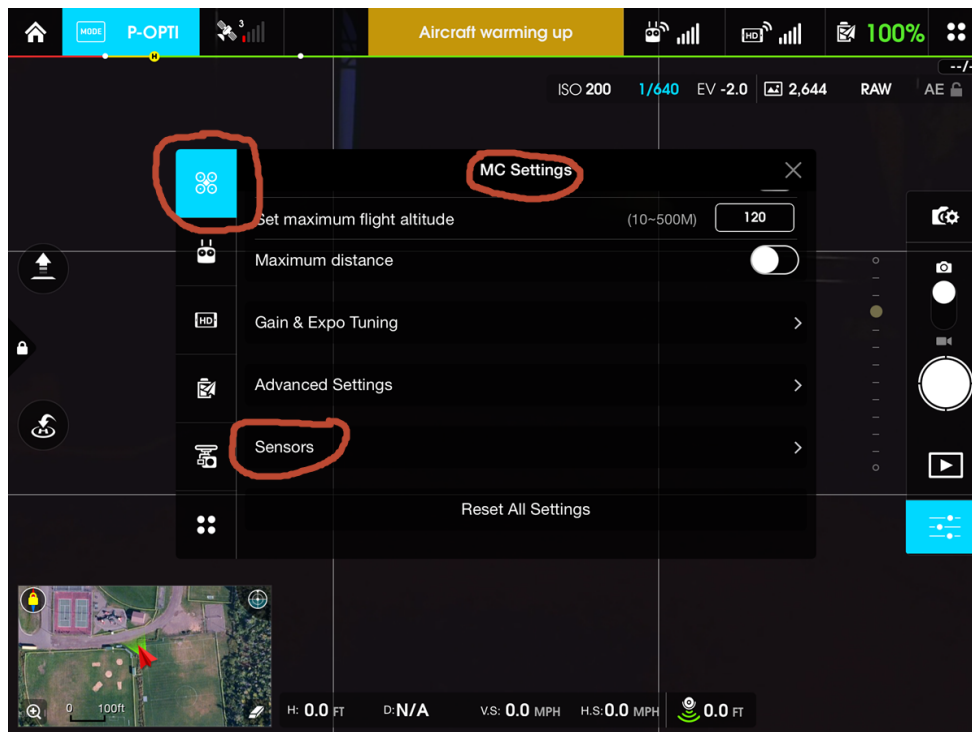 MODE P-OPTI 3 Aircraft warming up HD 100%
--/-
ISO 200 1/640 EV -2.0 2,644 RAW AE
MC Settings
Set maximum flight altitude (10~500M) 120
Maximum distance
HD Gain & Expo Tuning
Advanced Settings
Sensors
Reset All Settings
0 100ft
H: 0.0 FT D:N/A V.S: 0.0 MPH H.S:0.0 MPH 0.0 FT